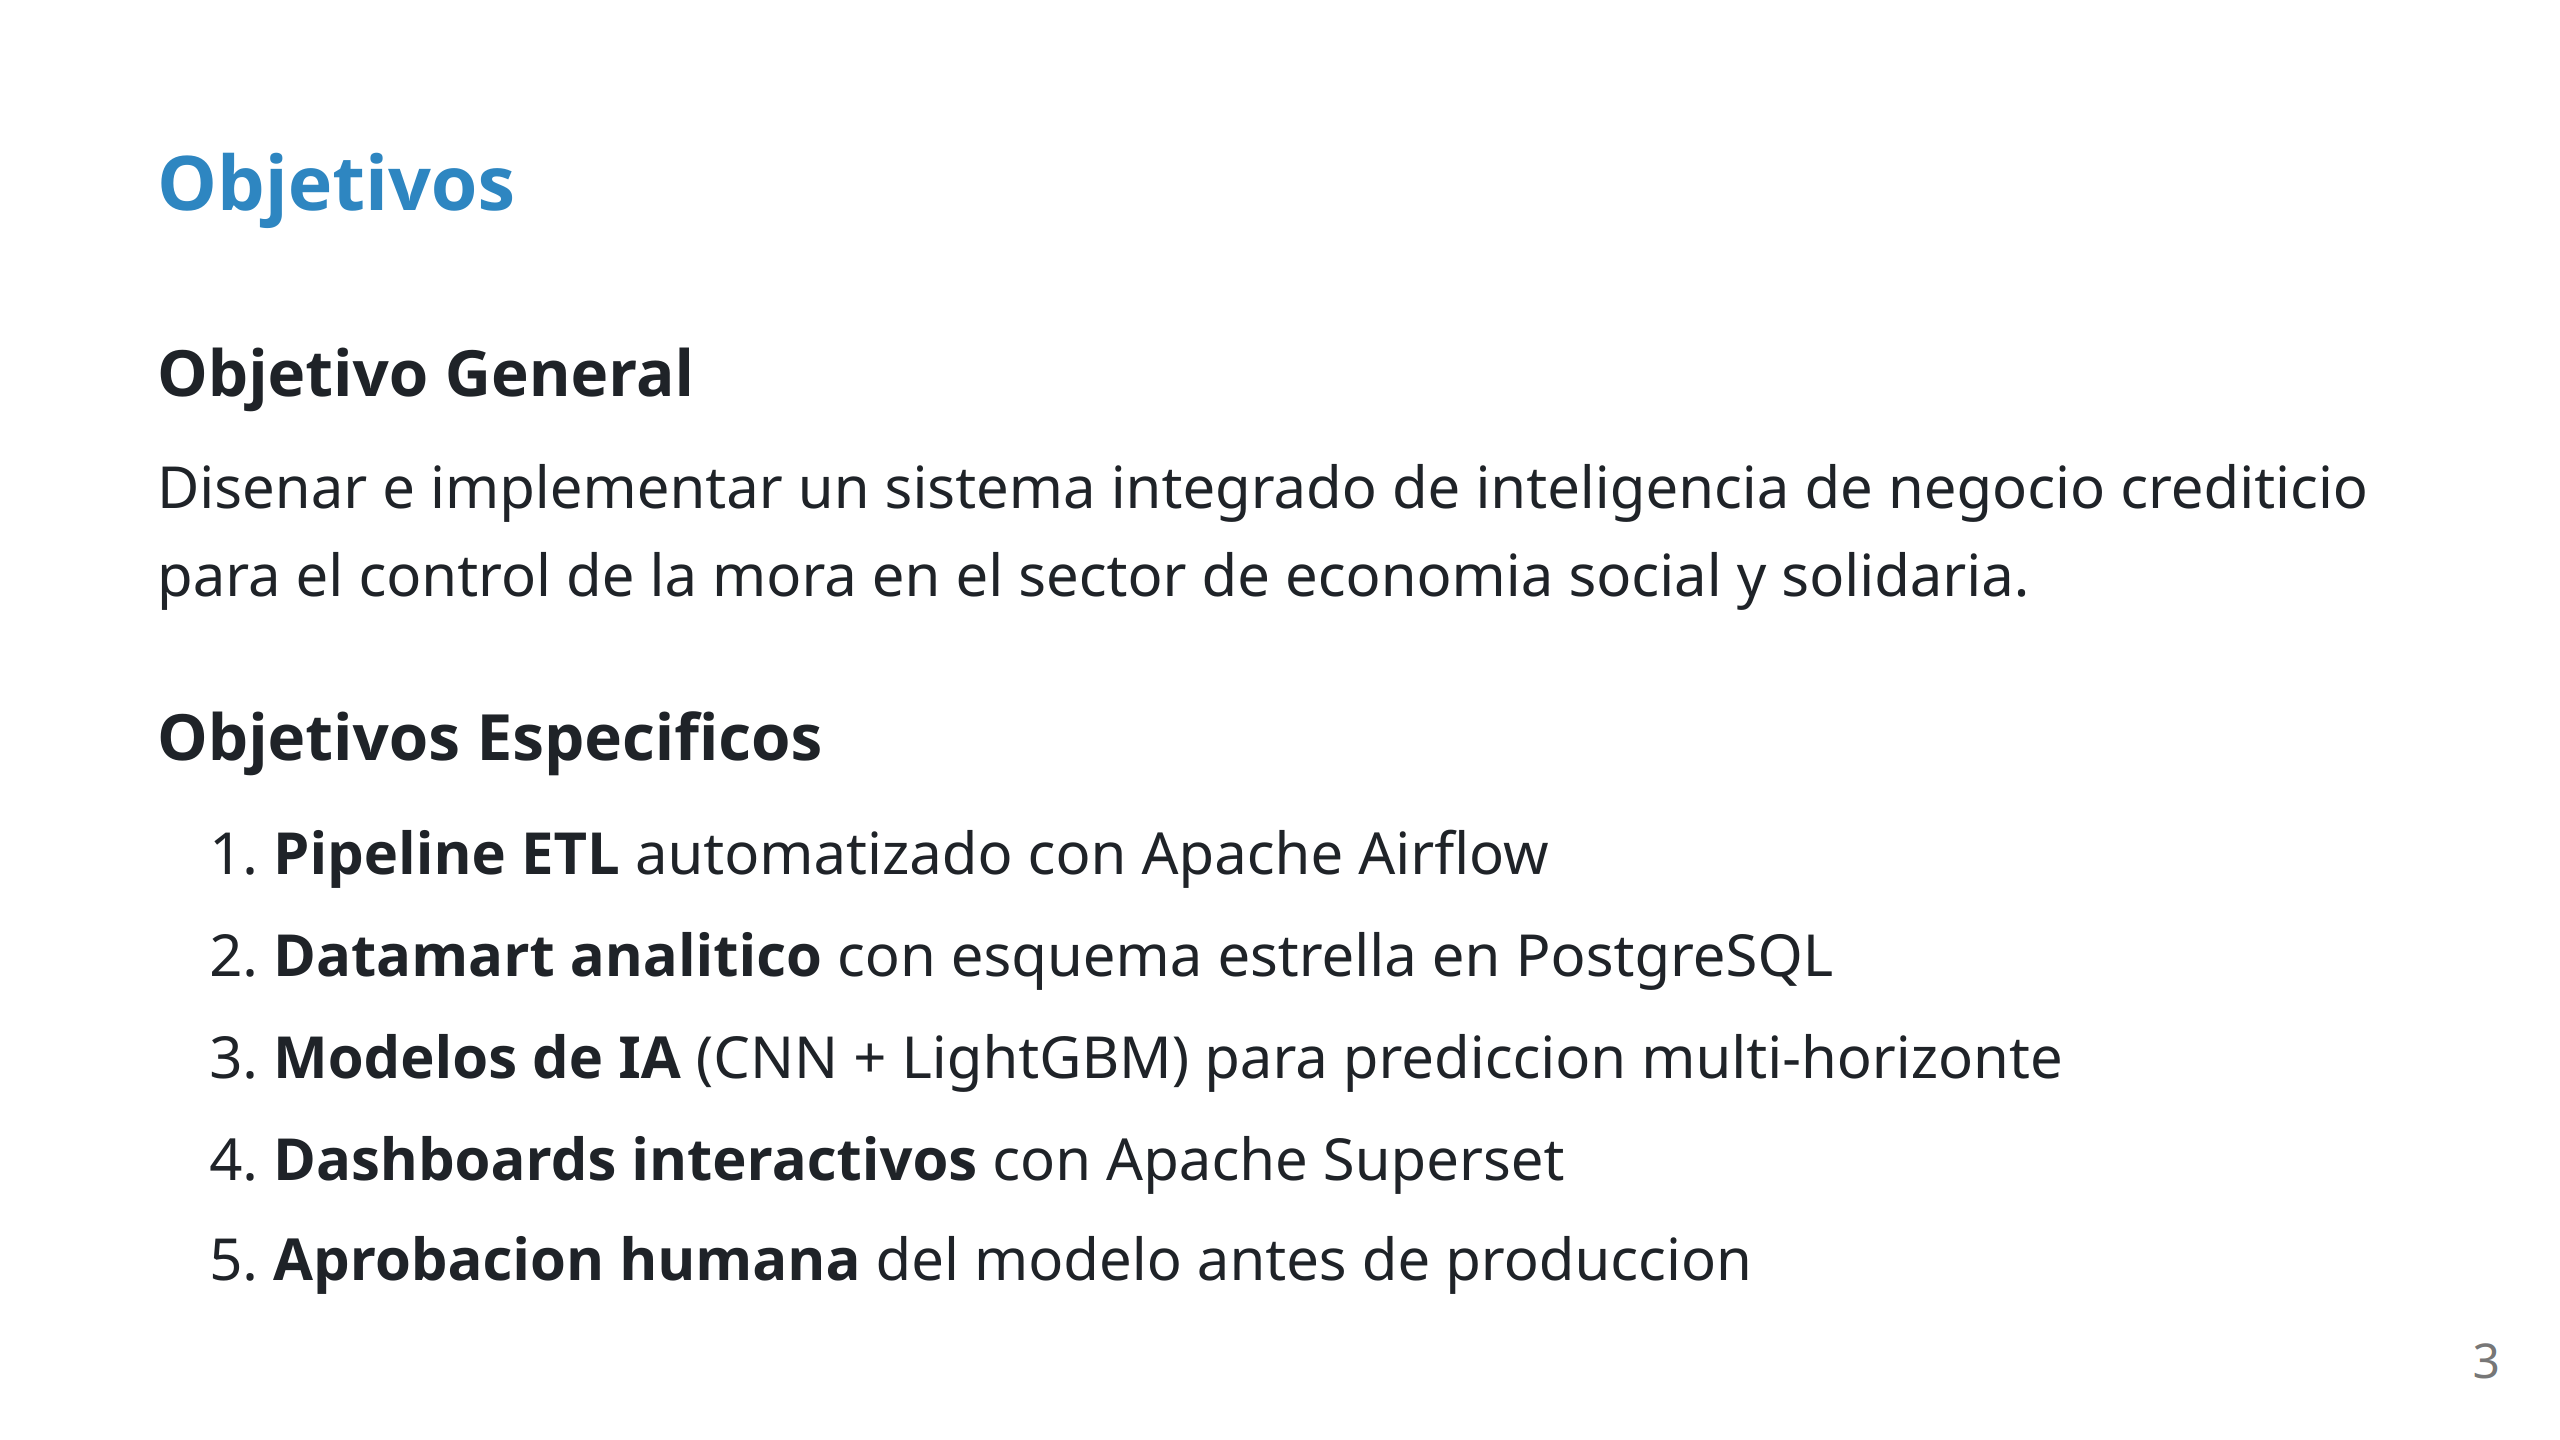 Objetivos
Objetivo General
Disenar e implementar un sistema integrado de inteligencia de negocio crediticio
para el control de la mora en el sector de economia social y solidaria.
Objetivos Especificos
1. Pipeline ETL automatizado con Apache Airflow
2. Datamart analitico con esquema estrella en PostgreSQL
3. Modelos de IA (CNN + LightGBM) para prediccion multi-horizonte
4. Dashboards interactivos con Apache Superset
5. Aprobacion humana del modelo antes de produccion
3